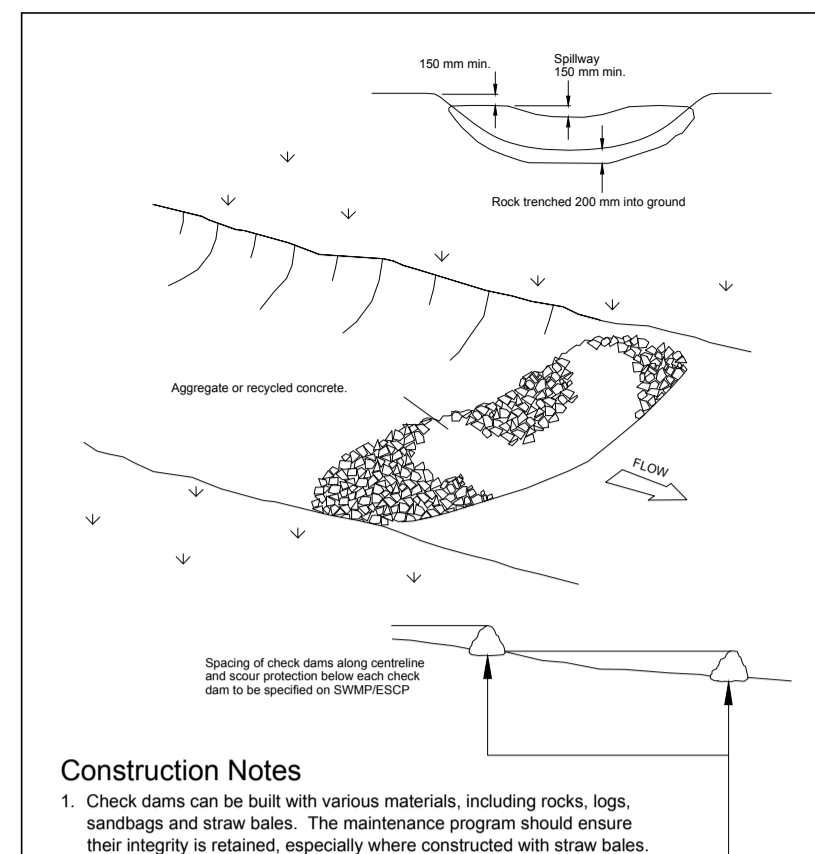 150 mm min.
Spillway
150 mm min.
Rock trenched 200 mm into ground
Aggregate or recycled concrete.
FLOW
Spacing of check dams along centreline
and scour protection below each check
dam to be specified on SWMP/ESCP
Construction Notes
1. Check dams can be built with various materials, including rocks, logs,
sandbags and straw bales. The maintenance program should ensure
their integrity is retained, especially where constructed with straw bales.